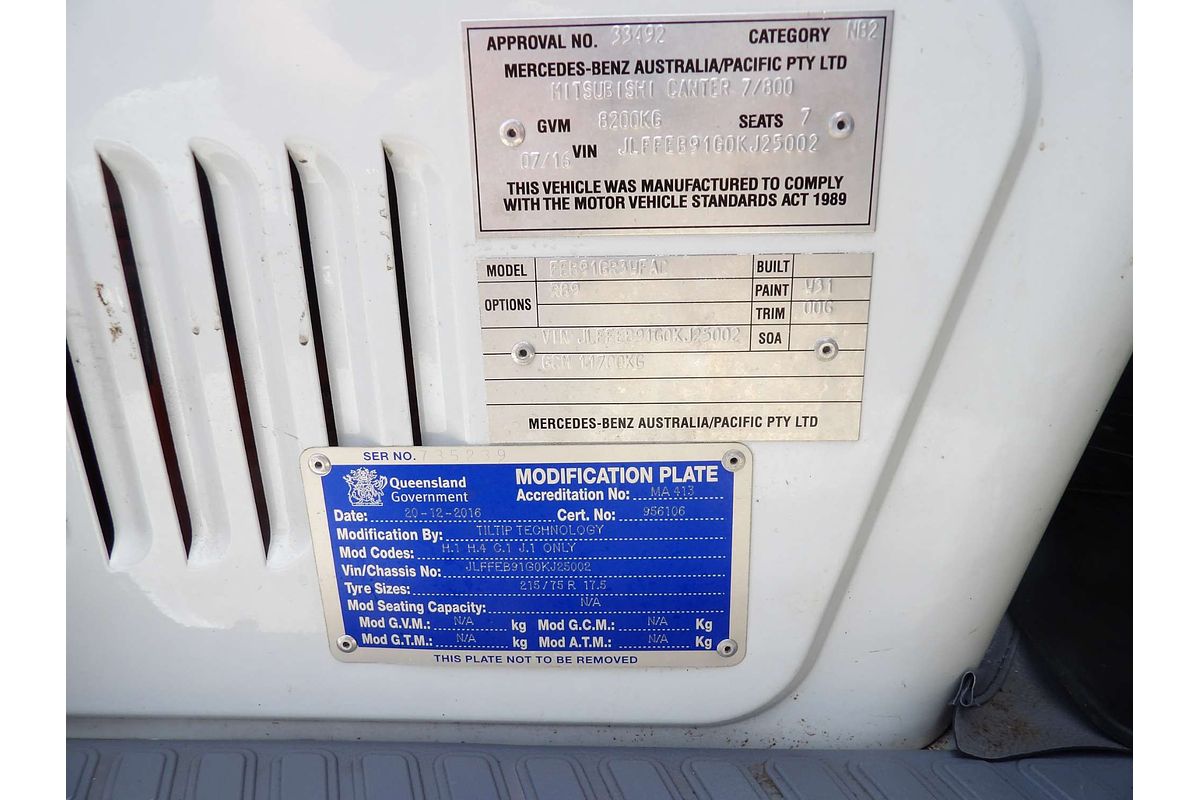 APPROVAL NO. 33492 CATEGORY NB2
MERCEDES-BENZ AUSTRALIA/PACIFIC PTY LTD
MITSUBISHI CANTER 7/800
GVM 8200KG SEATS 7
07/16 VIN JLFFEB91G0KJ25002
THIS VEHICLE WAS MANUFACTURED TO COMPLY
WITH THE MOTOR VEHICLE STANDARDS ACT 1989
MODEL BUILT
OPTIONS PAINT W31
TRIM 006
VIN JLFFEB91G0KJ25002 SOA
GCM 11700KG
MERCEDES-BENZ AUSTRALIA/PACIFIC PTY LTD
SER NO. 735239
Queensland Government
MODIFICATION PLATE
Accreditation No: MA 413
Date: 20-12-2016 Cert. No: 956106
Modification By: TILTIP TECHNOLOGY
Mod Codes: H.1 H.4 C.1 J.1 ONLY
Vin/Chassis No: JLFFEB91G0KJ25002
Tyre Sizes: 215/75 R 17.5
Mod Seating Capacity: N/A
Mod G.V.M.: N/A kg Mod G.C.M.: N/A Kg
Mod G.T.M.: N/A kg Mod A.T.M.: N/A Kg
THIS PLATE NOT TO BE REMOVED